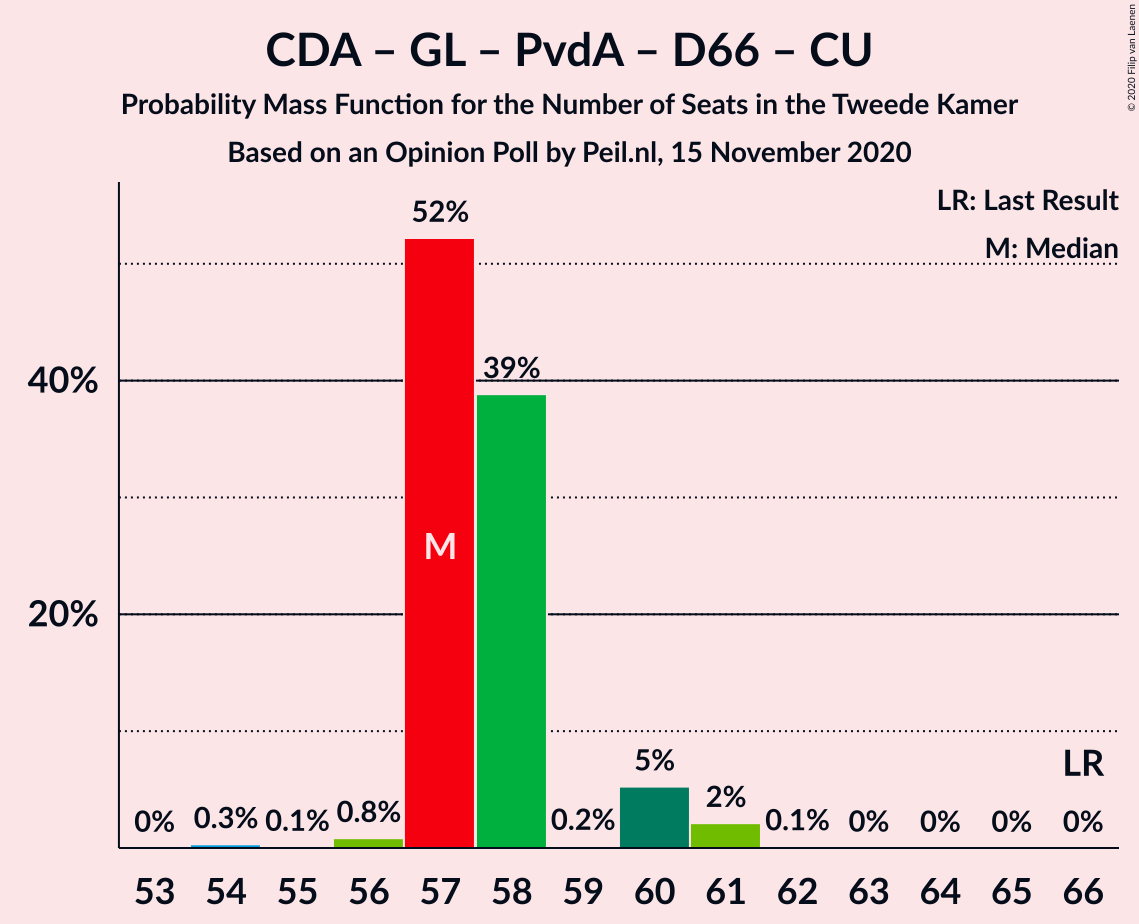 CDA – GL – PvdA – D66 – CU
Probability Mass Function for the Number of Seats in the Tweede Kamer
Based on an Opinion Poll by Peil.nl, 15 November 2020
© 2020 Filip van Laenen
LR: Last Result
M: Median
52%
39%
40%
M
20%
5%
LR
2%
0% 0.3% 0.1% 0.8% 0.2% 0.1% 0% 0% 0% 0%
53 54 55 56 57 58 59 60 61 62 63 64 65 66